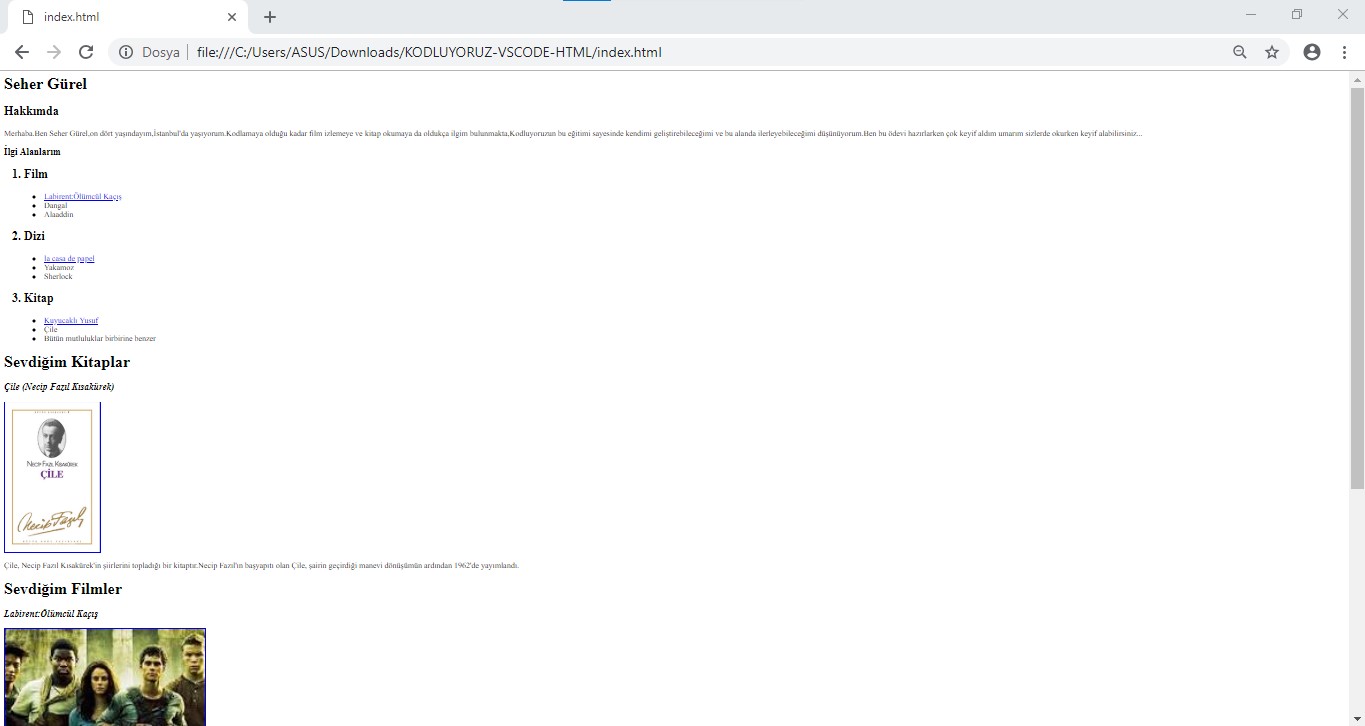 index.html
Dosya
file:///C:/Users/ASUS/Downloads/KODLUYORUZ-VSCODE-HTML/index.html
Seher Gürel
Hakkımda
Merhaba.Ben Seher Gürel,on dört yaşındayım,İstanbul'da yaşıyorum.Kodlamaya olduğu kadar film izlemeye ve kitap okumaya da oldukça ilgim bulunmakta,Kodluyoruzun bu eğitimi sayesinde kendimi geliştirebileceğimi ve bu alanda ilerleyebileceğimi düşünüyorum.Ben bu ödevi hazırlarken çok keyif aldım umarım sizlerde okurken keyif alabilirsiniz...
İlgi Alanlarım
1. Film
Labirent:Ölümcül Kaçış
Dangal
Alaaddin
2. Dizi
la casa de papel
Yakamoz
Sherlock
3. Kitap
Kuyucaklı Yusuf
Çile
Bütün mutluluklar birbirine benzer
Sevdiğim Kitaplar
Çile (Necip Fazıl Kısakürek)
NECİP FAZIL KISAKÜREK
ÇİLE
Necip Fazıl
Çile, Necip Fazıl Kısakürek'in şiirlerini topladığı bir kitaptır.Necip Fazıl'ın başyapıtı olan Çile, şairin geçirdiği manevi dönüşümün ardından 1962'de yayımlandı.
Sevdiğim Filmler
Labirent:Ölümcül Kaçış